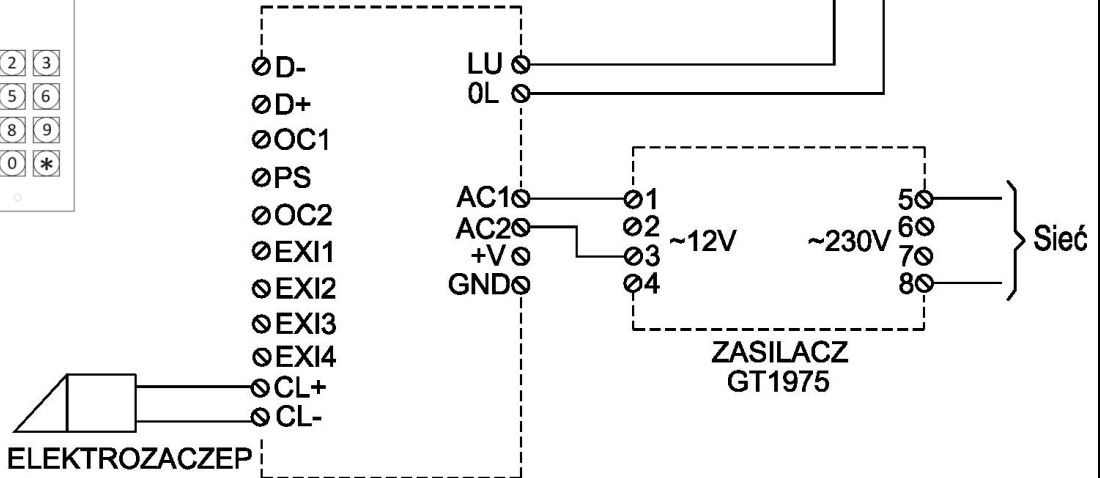 2 3
5 6
8 9
0 *
D-
D+
OC1
PS
OC2
EXI1
EXI2
EXI3
EXI4
CL+
CL-
LU
0L
AC1
AC2
+V
GND
1
2
3
4
~12V
~230V
5
6
7
8
Sieć
ZASILACZ
GT1975
ELEKTROZACZEP